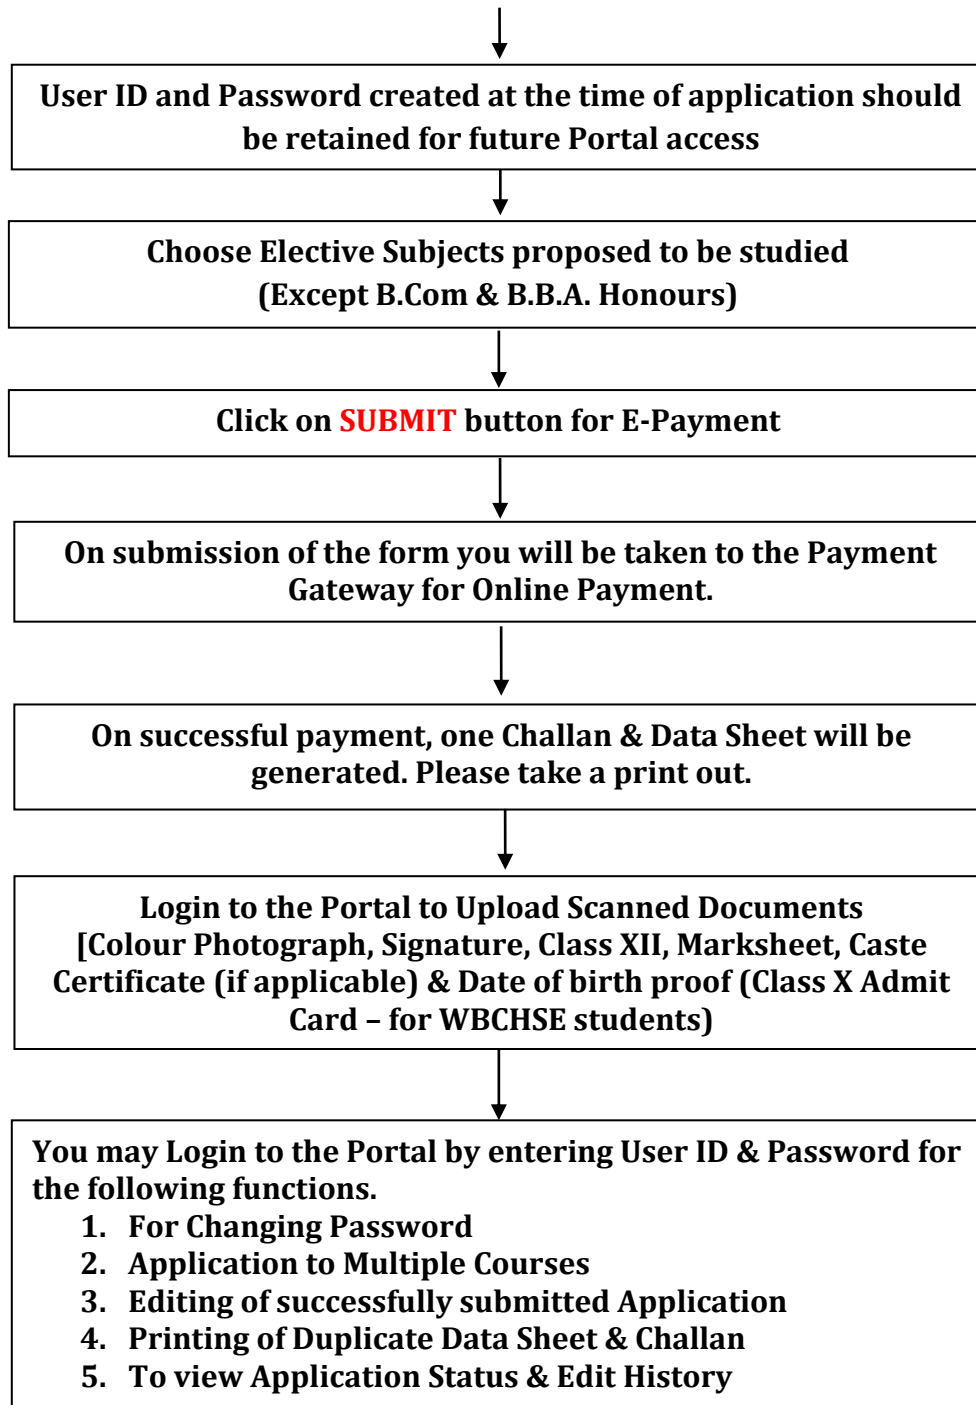 User ID and Password created at the time of application should
be retained for future Portal access
Choose Elective Subjects proposed to be studied
(Except B.Com & B.B.A. Honours)
Click on SUBMIT button for E-Payment
On submission of the form you will be taken to the Payment
Gateway for Online Payment.
On successful payment, one Challan & Data Sheet will be
generated. Please take a print out.
Login to the Portal to Upload Scanned Documents
[Colour Photograph, Signature, Class XII, Marksheet, Caste
Certificate (if applicable) & Date of birth proof (Class X Admit
Card – for WBCHSE students)
You may Login to the Portal by entering User ID & Password for
the following functions.
1. For Changing Password
2. Application to Multiple Courses
3. Editing of successfully submitted Application
4. Printing of Duplicate Data Sheet & Challan
5. To view Application Status & Edit History